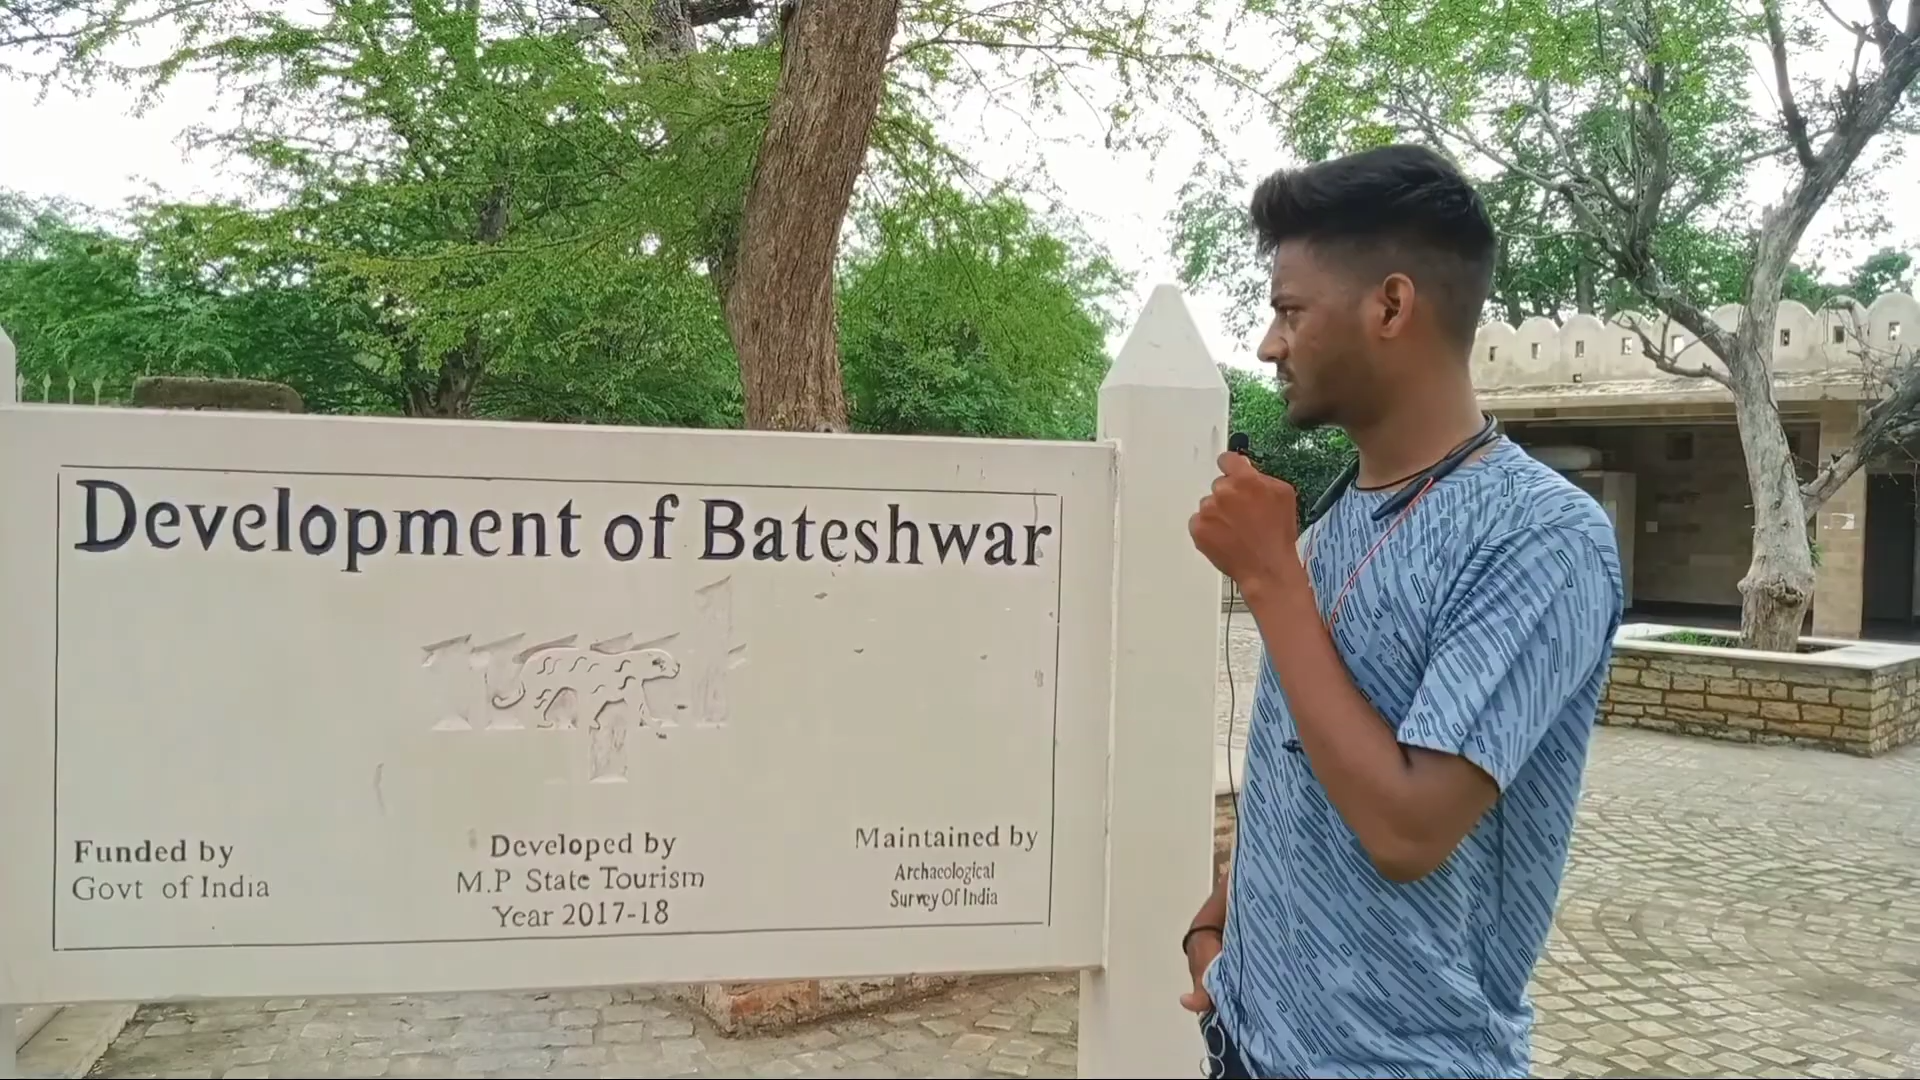 Development of Bateshwar
Funded by
Govt of India
Developed by
M.P State Tourism
Year 2017-18
Maintained by
Archaeological
Survey Of India